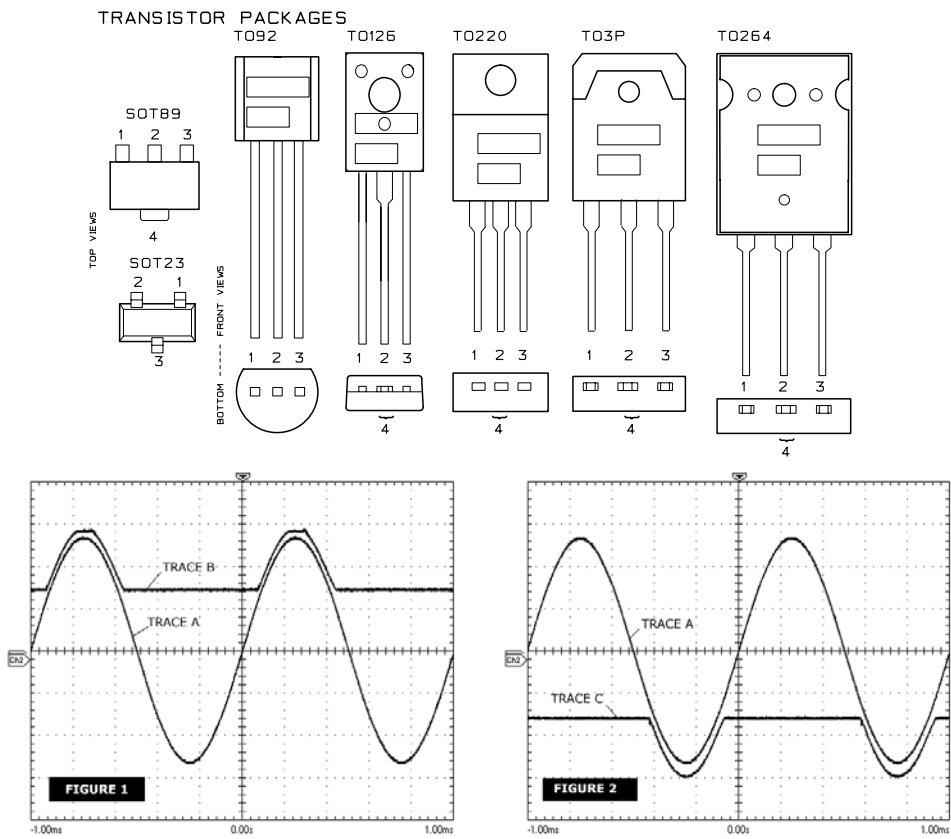 TRANSISTOR PACKAGES
TO92
TO126
TO220
TO3P
TO264
SOT89
1 2 3
4
TOP VIEWS
SOT23
2 1
3
BOTTOM ------ FRONT VIEWS
1 2 3
1 2 3
4
1 2 3
4
1 2 3
4
1 2 3
4
TRACE B
TRACE A
Ch2
FIGURE 1
-1.00ms 0.00s 1.00ms
TRACE A
Ch2
TRACE C
FIGURE 2
-1.00ms 0.00s 1.00ms